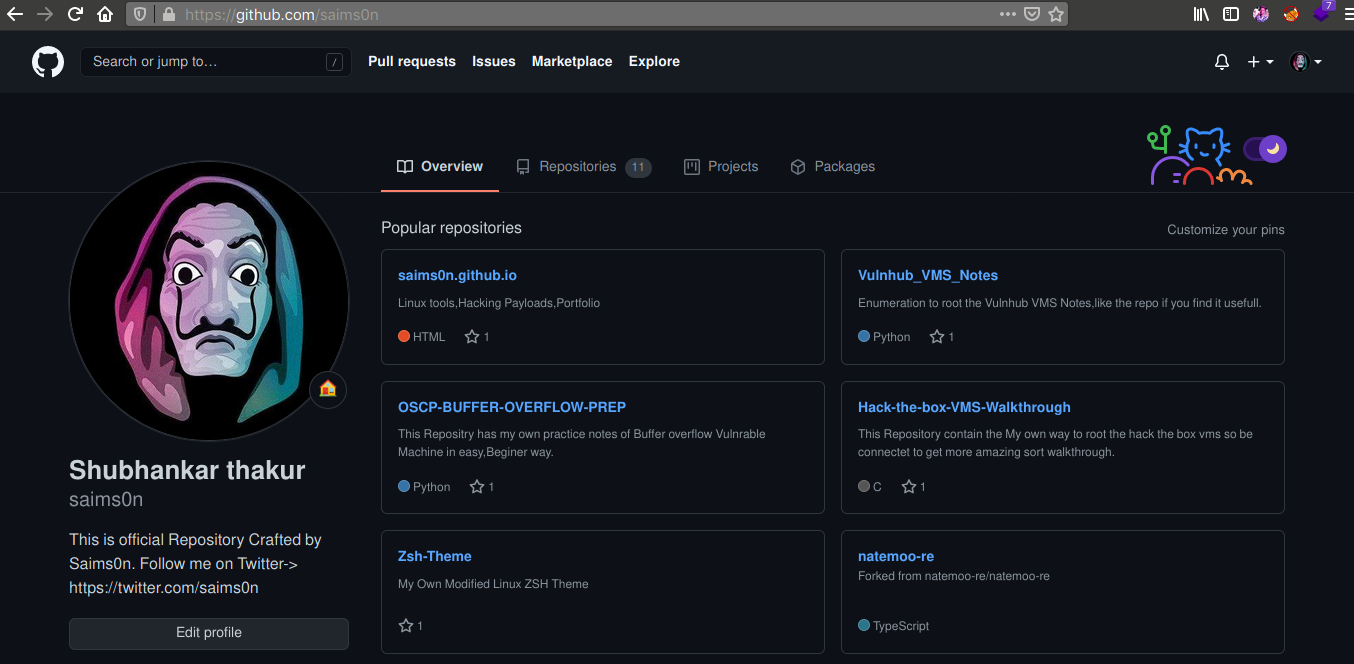 https://github.com/saims0n
7
Search or jump to…
/
Pull requests
Issues
Marketplace
Explore
Overview
Repositories 11
Projects
Packages
Shubhankar thakur
saims0n
This is official Repository Crafted by
Saims0n. Follow me on Twitter->
https://twitter.com/saims0n
Edit profile
Popular repositories
Customize your pins
saims0n.github.io
Linux tools,Hacking Payloads,Portfolio
HTML 1
Vulnhub_VMS_Notes
Enumeration to root the Vulnhub VMS Notes,like the repo if you find it usefull.
Python 1
OSCP-BUFFER-OVERFLOW-PREP
This Repositry has my own practice notes of Buffer overflow Vulnrable
Machine in easy,Beginer way.
Python 1
Hack-the-box-VMS-Walkthrough
This Repository contain the My own way to root the hack the box vms so be
connectet to get more amazing sort walkthrough.
C 1
Zsh-Theme
My Own Modified Linux ZSH Theme
1
natemoo-re
Forked from natemoo-re/natemoo-re
TypeScript